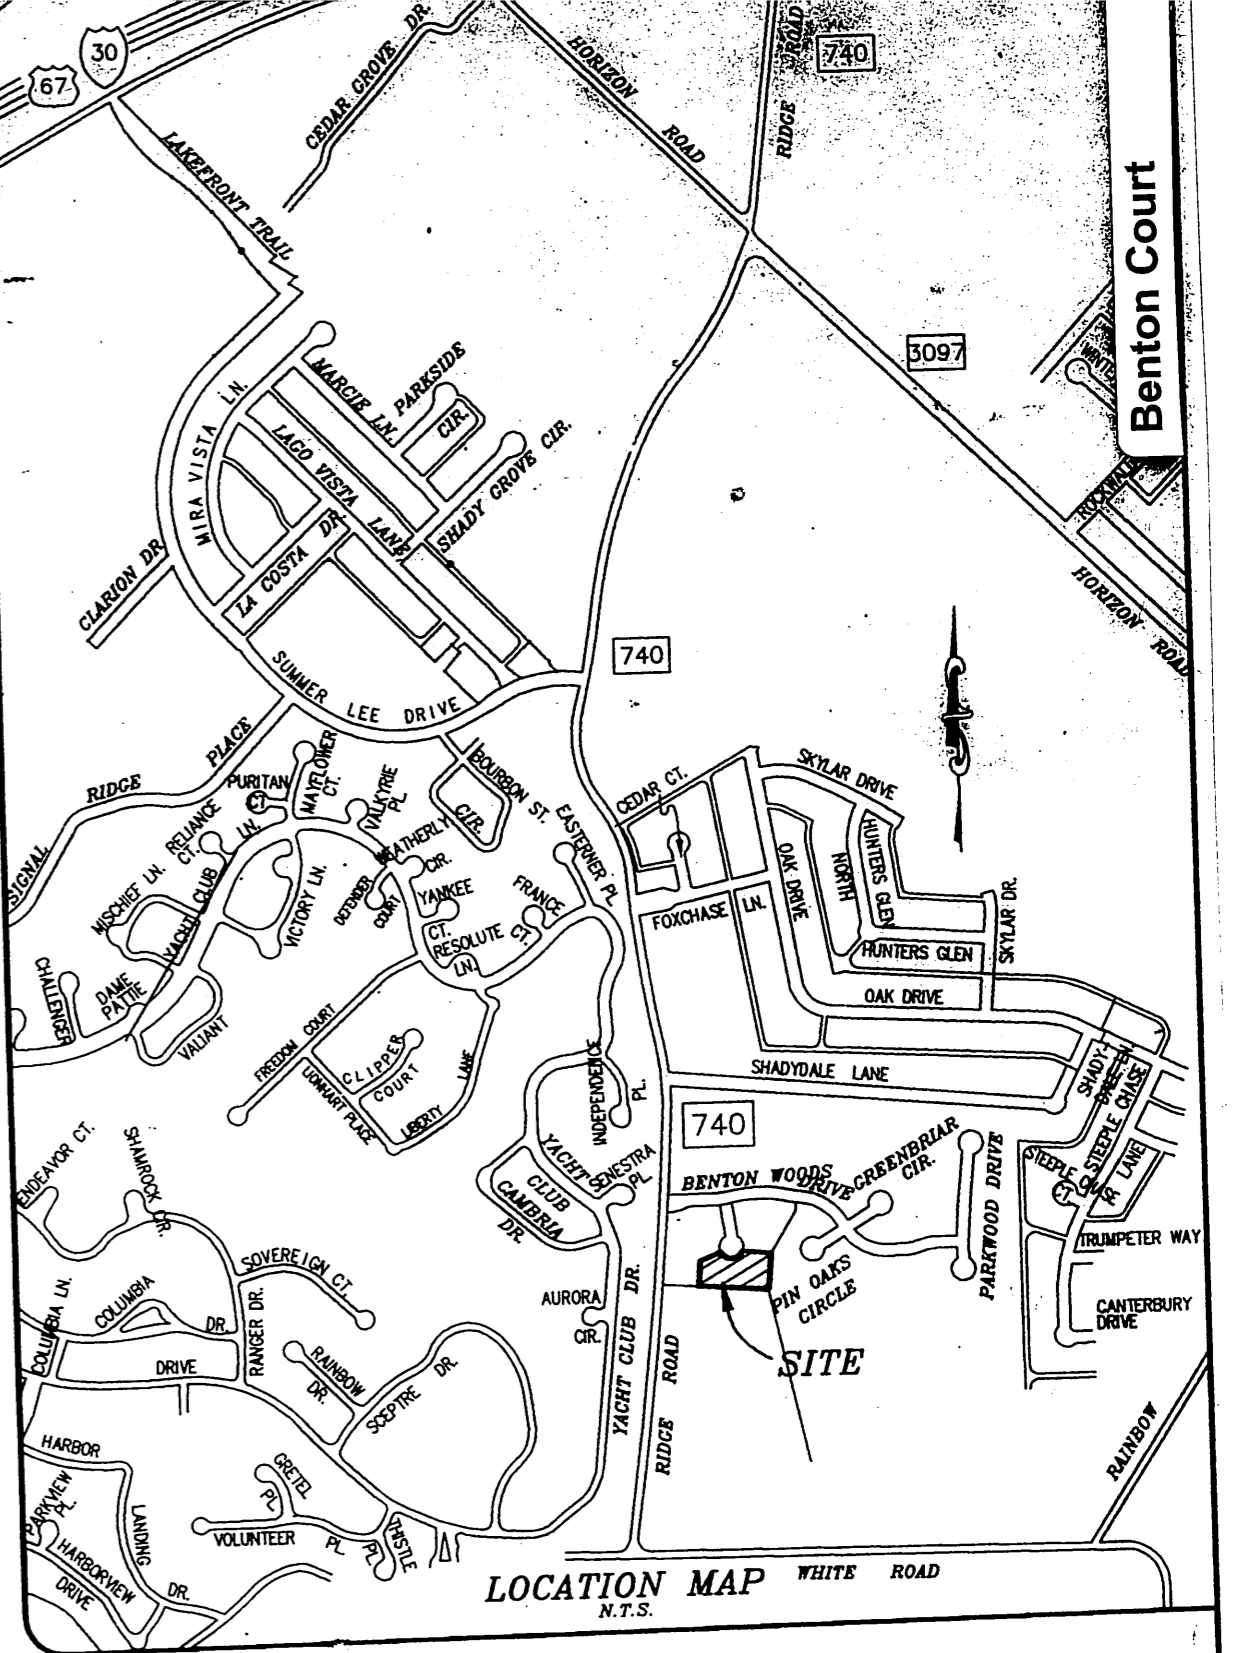 30
67
CEDAR GROVE DR.
HORIZON
ROAD
RIDGE
ROAD
740
LAKEFRONT TRAIL
Benton Court
3097
MARCIE LN.
PARKSIDE
CIR.
MIRA VISTA LN.
LAGO VISTA LANE
SHADY GROVE CIR.
LA COSTA DR.
CLARION DR.
HORIZON ROAD
740
SUMMER LEE DRIVE
SIGNAL RIDGE PLACE
PURITAN
CT
MAYFLOWER
CT.
VALKYRIE
PL.
BOURBON ST.
CIR.
CEDAR CT.
SKYLAR DRIVE
RELIANCE
CT.
YACHT CLUB LN.
WEATHERLY
CIR.
EASTERNER PL
MISCHIEF LN.
VICTORY LN.
DEFENDER
COURT
YANKEE
CT.
FRANCE
CT.
RESOLUTE
LN.
FOXCHASE LN.
OAK DRIVE
NORTH
HUNTERS GLEN
HUNTERS GLEN
SKYLAR DR.
OAK DRIVE
CHALLENGER
DAME
PATTIE
VALIANT
FREEDOM COURT
CLIPPER
COURT
LIONHART PLACE
LIBERTY LANE
INDEPENDENCE
PL.
SHADYDALE LANE
740
STEEPLE CHASE
LANE
ENDEAVOR CT.
SHAMROCK
CIR.
YACHT
CLUB
CAMBRIA
DR.
PL.
BENTON WOODS
DRIVE
GREENBRIAR
CIR.
PARKWOOD DRIVE
CT
TRUMPETER WAY
SOVEREIGN CT.
COLUMBIA LN.
COLUMBIA
DR.
DRIVE
RANGER DR.
AURORA
CIR.
PIN OAKS
CIRCLE
CANTERBURY
DRIVE
RAINBOW
DR.
SCEPTRE DR.
YACHT CLUB DR.
RIDGE ROAD
SITE
RAINBOW
HARBOR
LANDING
DR.
GRETEL
PL.
PARKVIEW
PL.
VOLUNTEER
PL.
THISTLE
PL.
HARBORVIEW
DRIVE
LOCATION MAP
N.T.S.
WHITE ROAD